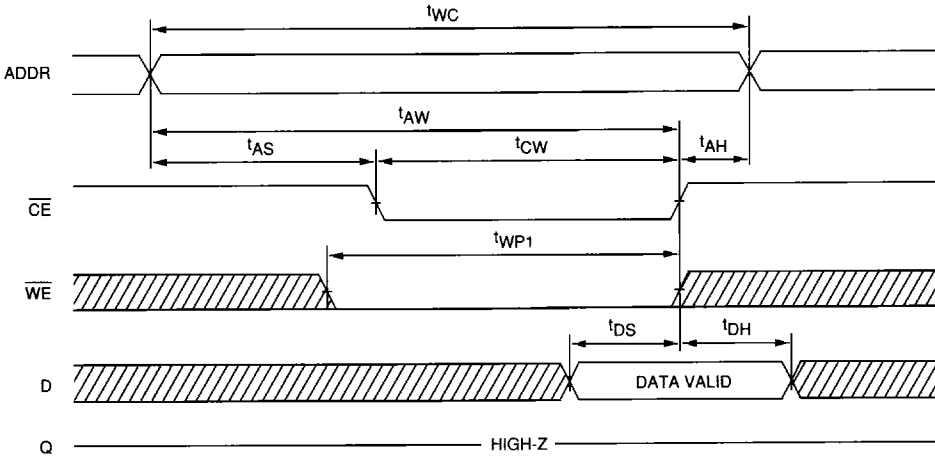 tWC
ADDR
tAW
tAS tCW tAH
CE
tWP1
WE
tDS tDH
D DATA VALID
Q HIGH-Z